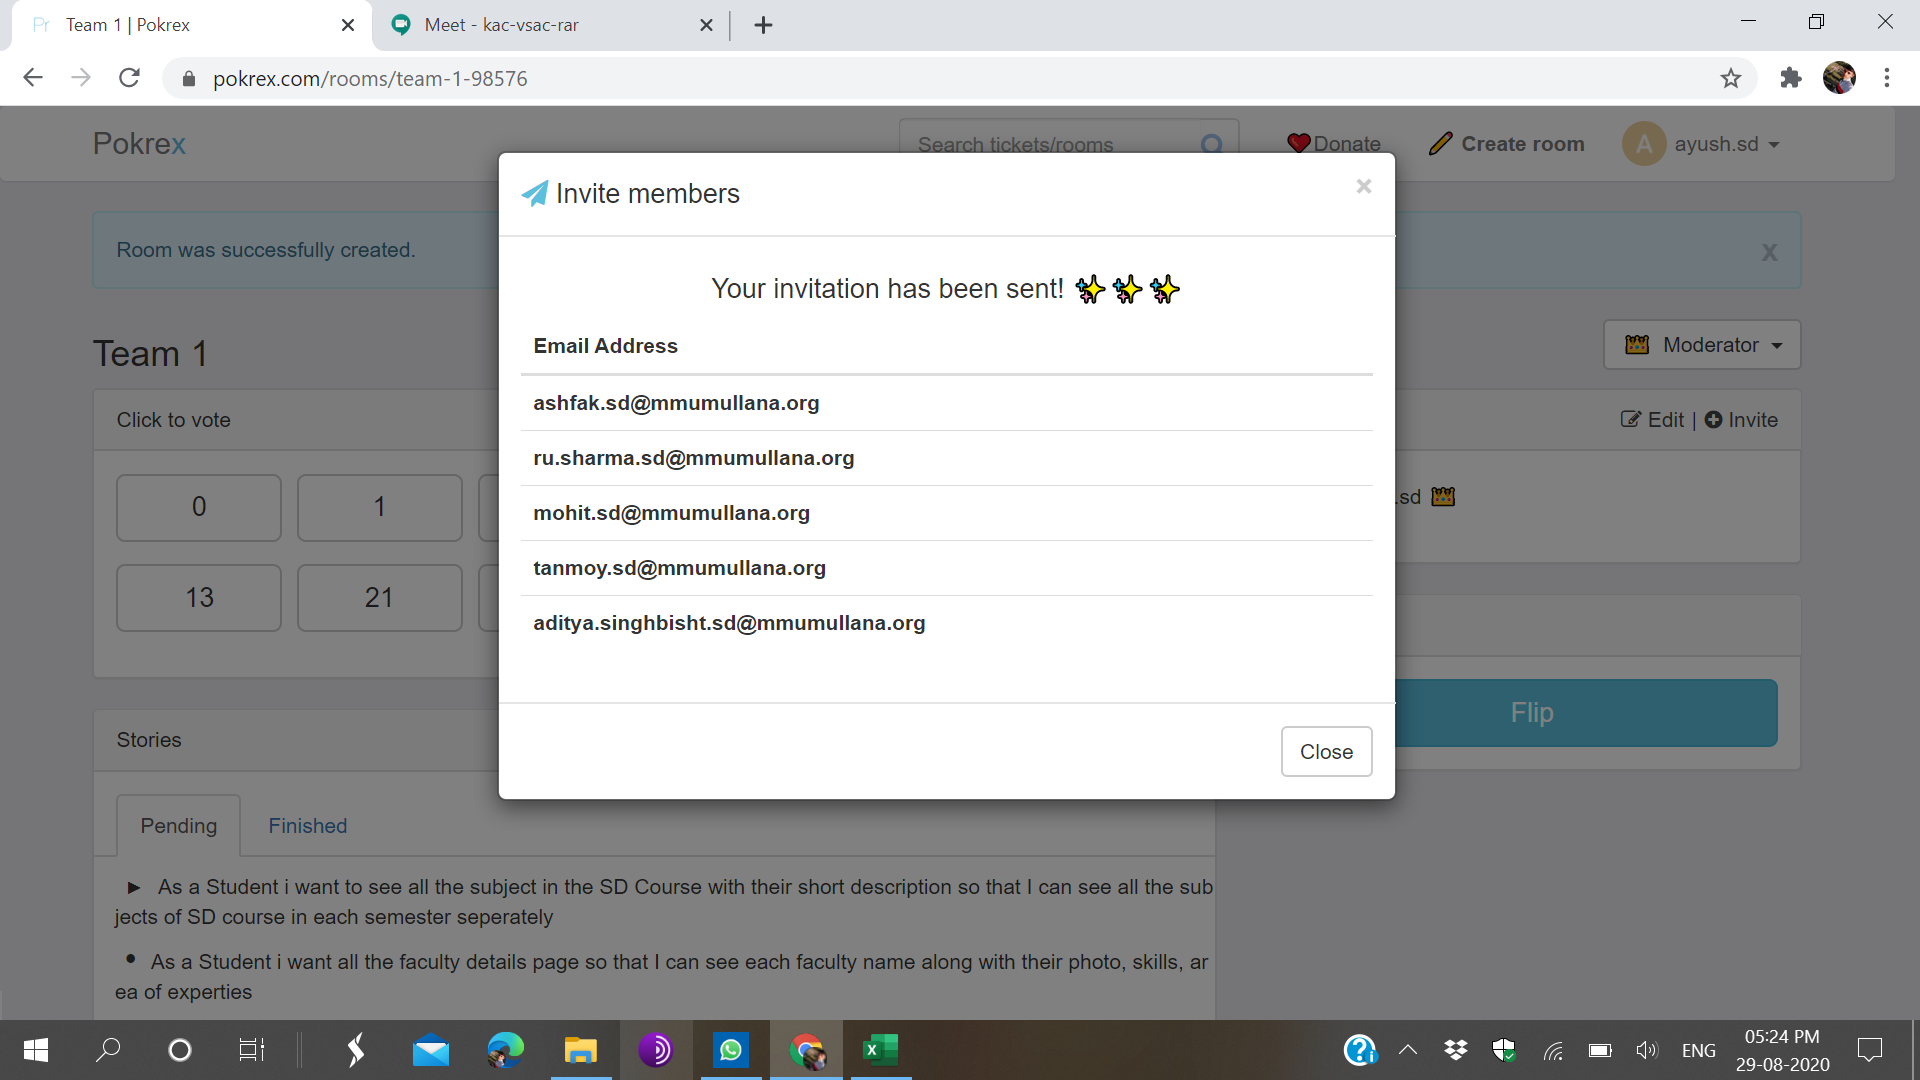 Team 1 | Pokrex
Meet - kac-vsac-rar
pokrex.com/rooms/team-1-98576
Pokrex
Search tickets/rooms
Donate
Create room
A
ayush.sd
Invite members
Room was successfully created.
x
Your invitation has been sent!
Email Address
ashfak.sd@mmumullana.org
ru.sharma.sd@mmumullana.org
mohit.sd@mmumullana.org
tanmoy.sd@mmumullana.org
aditya.singhbisht.sd@mmumullana.org
Close
Team 1
Moderator
Click to vote
Edit | Invite
0 1
.sd
13 21
Flip
Stories
Pending Finished
As a Student i want to see all the subject in the SD Course with their short description so that I can see all the sub
jects of SD course in each semester seperately
As a Student i want all the faculty details page so that I can see each faculty name along with their photo, skills, ar
ea of experties
ENG
05:24 PM
29-08-2020